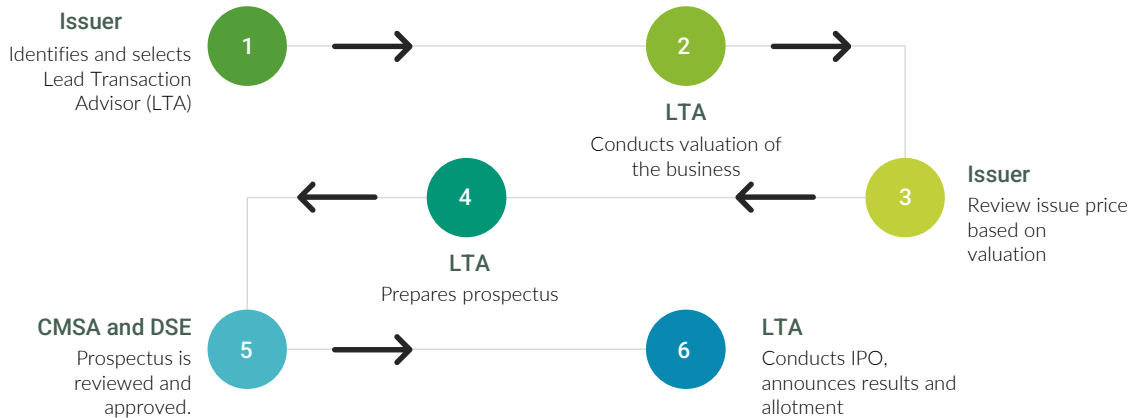 Issuer
Identifies and selects
Lead Transaction
Advisor (LTA)
1
2
LTA
Conducts valuation of
the business
3
Issuer
Review issue price
based on
valuation
4
LTA
Prepares prospectus
CMSA and DSE
Prospectus is
reviewed and
approved.
5
6
LTA
Conducts IPO,
announces results and
allotment